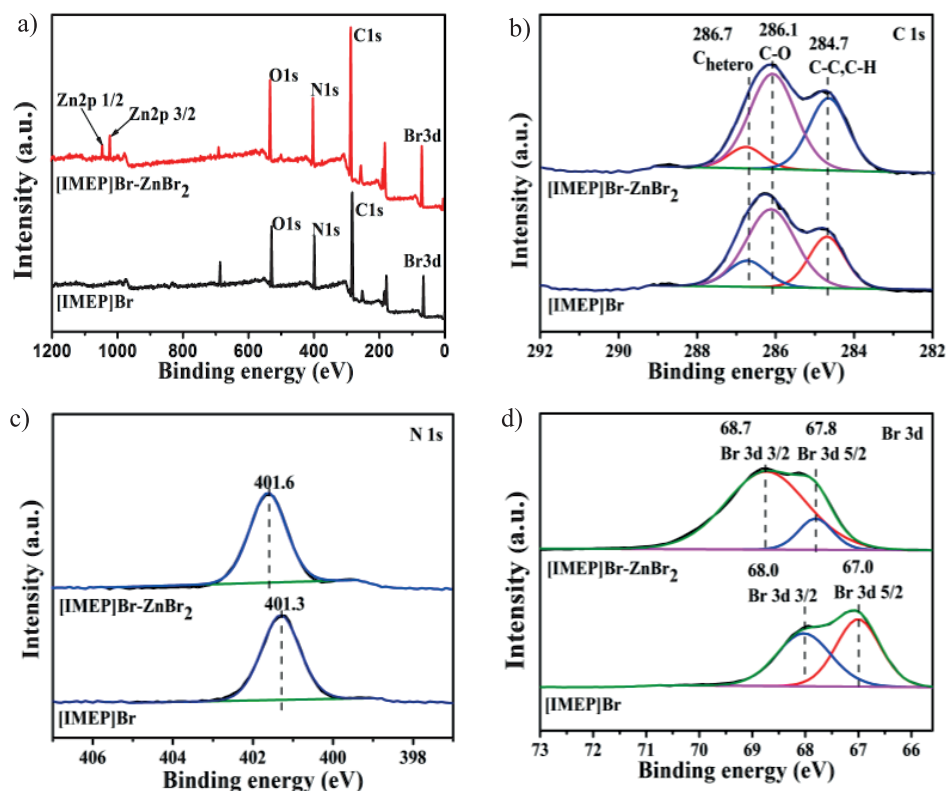 a)
C1s
O1s
N1s
Zn2p 1/2
Zn2p 3/2
Br3d
[IMEP]Br-ZnBr2
C1s
O1s
N1s
Br3d
[IMEP]Br
Intensity (a.u.)
1200 1000 800 600 400 200 0
Binding energy (eV)
b)
C 1s
286.7 286.1 284.7
Chetero C-O C-C,C-H
[IMEP]Br-ZnBr2
[IMEP]Br
Intensity (a.u.)
292 290 288 286 284 282
Binding energy (eV)
c)
N 1s
401.6
[IMEP]Br-ZnBr2
401.3
[IMEP]Br
Intensity (a.u.)
406 404 402 400 398
Binding energy (eV)
d)
68.7 67.8 Br 3d
Br 3d 3/2 Br 3d 5/2
[IMEP]Br-ZnBr2
68.0 67.0
Br 3d 3/2 Br 3d 5/2
[IMEP]Br
Intensity (a.u.)
73 72 71 70 69 68 67 66
Binding energy (eV)